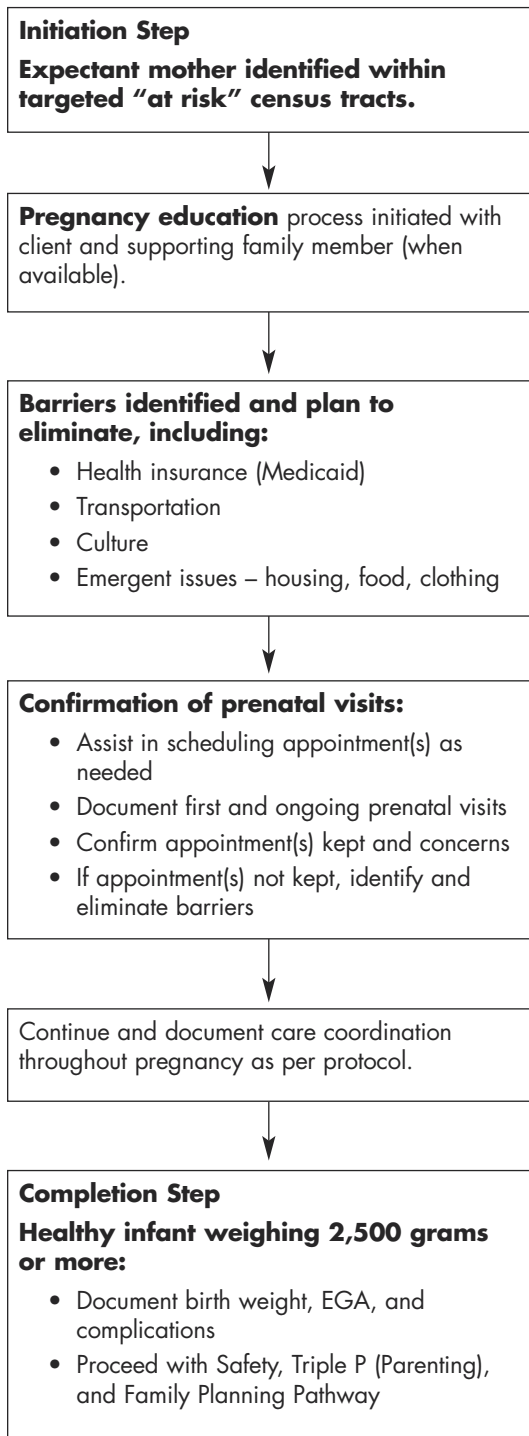 Initiation Step
Expectant mother identified within
targeted “at risk” census tracts.
Pregnancy education process initiated with
client and supporting family member (when
available).
Barriers identified and plan to
eliminate, including:
• Health insurance (Medicaid)
• Transportation
• Culture
• Emergent issues – housing, food, clothing
Confirmation of prenatal visits:
• Assist in scheduling appointment(s) as
needed
• Document first and ongoing prenatal visits
• Confirm appointment(s) kept and concerns
• If appointment(s) not kept, identify and
eliminate barriers
Continue and document care coordination
throughout pregnancy as per protocol.
Completion Step
Healthy infant weighing 2,500 grams
or more:
• Document birth weight, EGA, and
complications
• Proceed with Safety, Triple P (Parenting),
and Family Planning Pathway